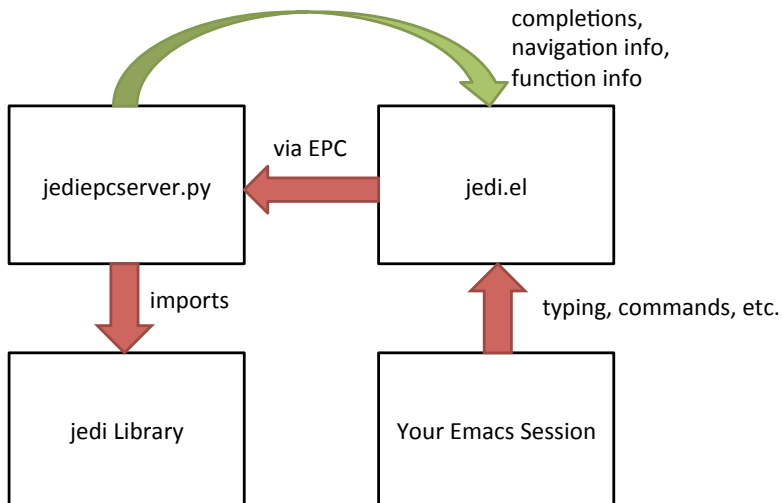 completions,
navigation info,
function info
via EPC
jediepcserver.py
jedi.el
imports
typing, commands, etc.
jedi Library
Your Emacs Session